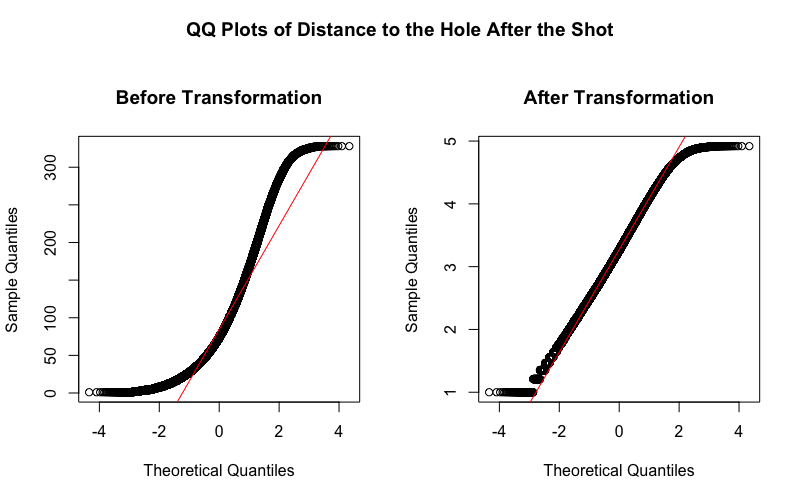 QQ Plots of Distance to the Hole After the Shot
Before Transformation
Sample Quantiles
300
200
100
50
0
-4 -2 0 2 4
Theoretical Quantiles
After Transformation
Sample Quantiles
5
4
3
2
1
-4 -2 0 2 4
Theoretical Quantiles